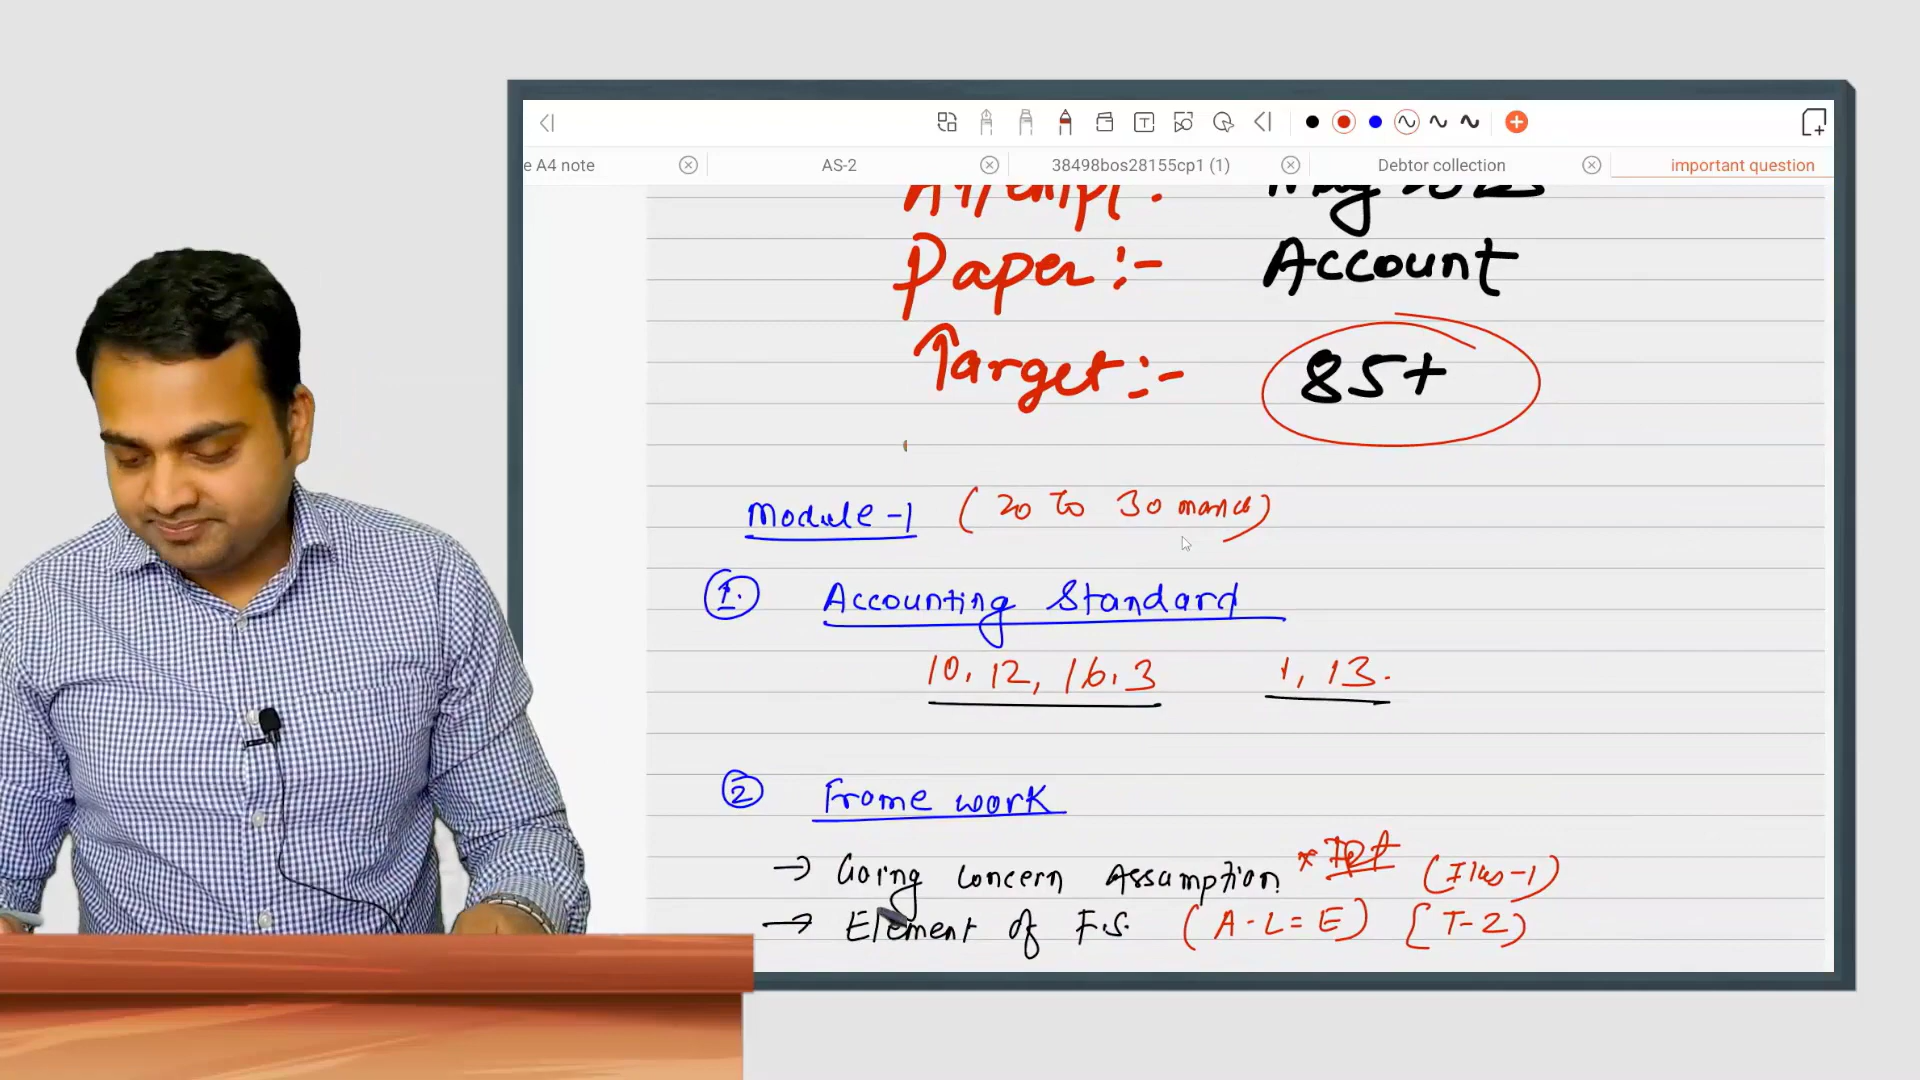 e A4 note AS-2 38498bos28155cp1 (1) Debtor collection important question
Attempt :
Paper :- Account
Target :- 85+
Module -1 (20 to 30 marks)
1. Accounting Standard
10, 12, 16, 3 1, 13.
2 Frame work
→ Going Concern Assumption * (Illus-1)
→ Element of F.S. (A-L=E) [T-2)